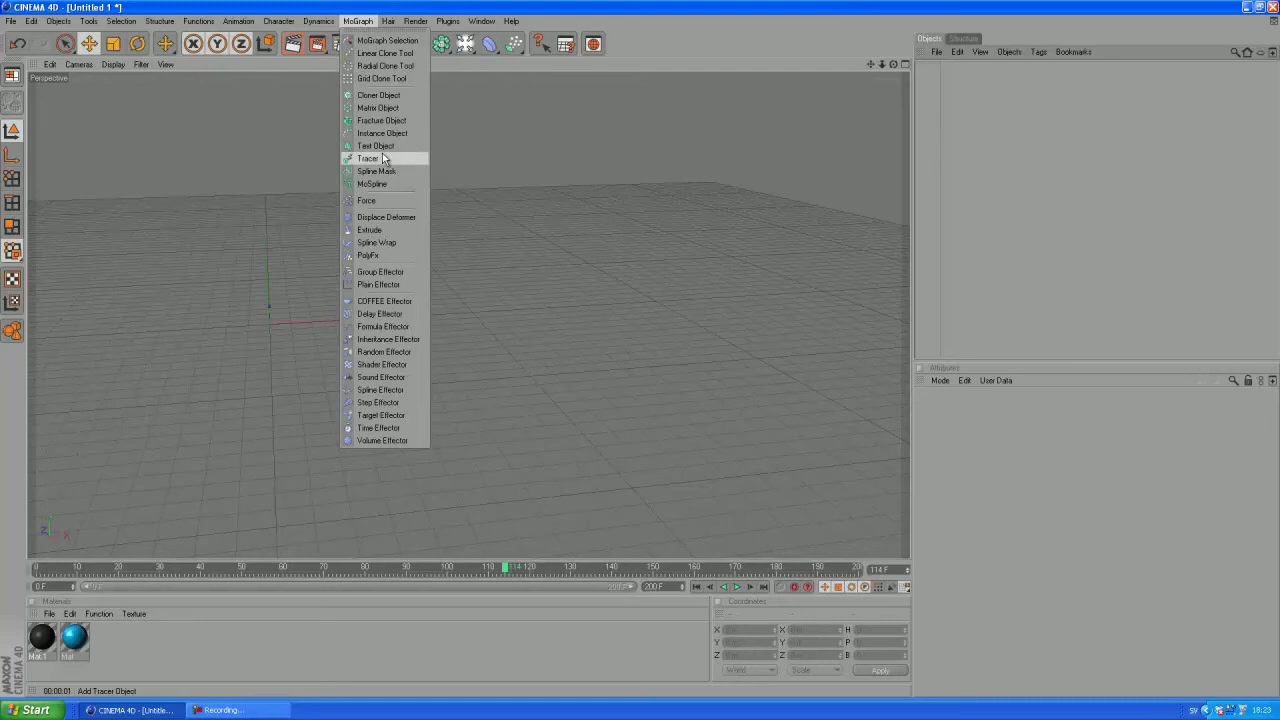 CINEMA 4D - [Untitled 1 *]
File Edit Objects Tools Selection Structure Functions Animation Character Dynamics MoGraph Hair Render Plugins Window Help
MoGraph Selection
Linear Clone Tool
Radial Clone Tool
Grid Clone Tool
Cloner Object
Matrix Object
Fracture Object
Instance Object
Text Object
Tracer
Spline Mask
MoSpline
Force
Displace Deformer
Extrude
Spline Wrap
PolyFx
Group Effector
Plain Effector
COFFEE Effector
Delay Effector
Formula Effector
Inheritance Effector
Random Effector
Shader Effector
Sound Effector
Spline Effector
Step Effector
Target Effector
Time Effector
Volume Effector
X Y Z
Edit Cameras Display Filter View
Perspective
Z X
Objects Structure
File Edit View Objects Tags Bookmarks
Attributes
Mode Edit User Data
0 10 20 30 40 50 60 70 80 90 100 110 114 120 130 140 150 160 170 180 190 20
114 F
0 F
200 F
Materials
File Edit Function Texture
Mat.1 Mat
Coordinates
X X H
Y Y P
Z Z B
World Scale Apply
MAXON CINEMA 4D
00:00:01 Add Tracer Object
Start CINEMA 4D - [Untitle... Recording... SV 18:23